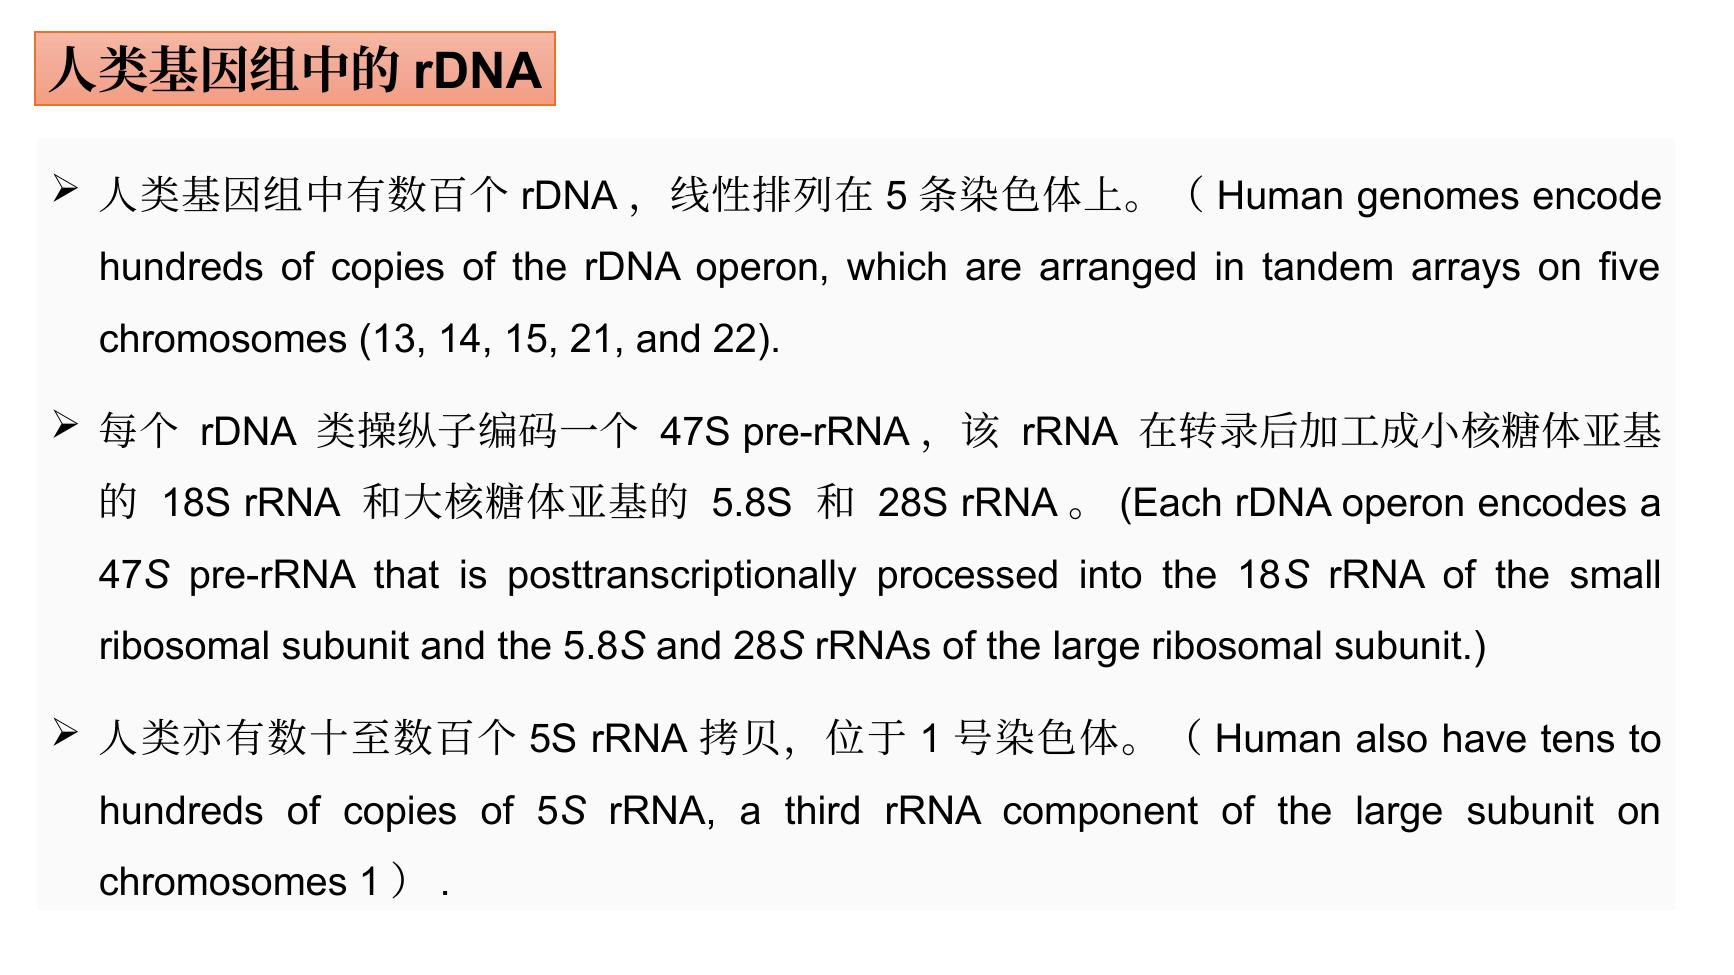 人类基因组中的 rDNA
➢ 人类基因组中有数百个 rDNA ，线性排列在 5 条染色体上。（ Human genomes encode
hundreds of copies of the rDNA operon, which are arranged in tandem arrays on five
chromosomes (13, 14, 15, 21, and 22).
➢ 每个 rDNA 类操纵子编码一个 47S pre-rRNA ，该 rRNA 在转录后加工成小核糖体亚基
的 18S rRNA 和大核糖体亚基的 5.8S 和 28S rRNA 。 (Each rDNA operon encodes a
47S pre-rRNA that is posttranscriptionally processed into the 18S rRNA of the small
ribosomal subunit and the 5.8S and 28S rRNAs of the large ribosomal subunit.)
➢ 人类亦有数十至数百个 5S rRNA 拷贝，位于 1 号染色体。（ Human also have tens to
hundreds of copies of 5S rRNA, a third rRNA component of the large subunit on
chromosomes 1 ） .